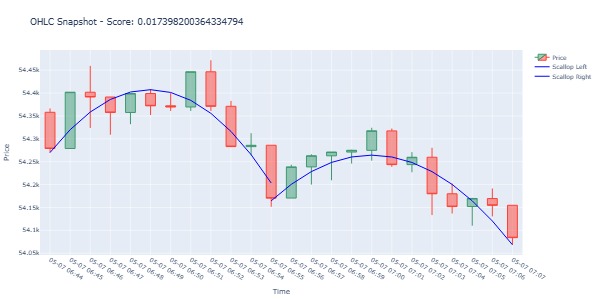 OHLC Snapshot - Score: 0.017398200364334794
Price
Scallop Left
Scallop Right
54.45k
54.4k
54.35k
54.3k
54.25k
54.2k
54.15k
54.1k
54.05k
Price
05-07 06:44
05-07 06:45
05-07 06:46
05-07 06:47
05-07 06:48
05-07 06:49
05-07 06:50
05-07 06:51
05-07 06:52
05-07 06:53
05-07 06:54
05-07 06:55
05-07 06:56
05-07 06:57
05-07 06:58
05-07 06:59
05-07 07:00
05-07 07:01
05-07 07:02
05-07 07:03
05-07 07:04
05-07 07:05
05-07 07:06
05-07 07:07
Time